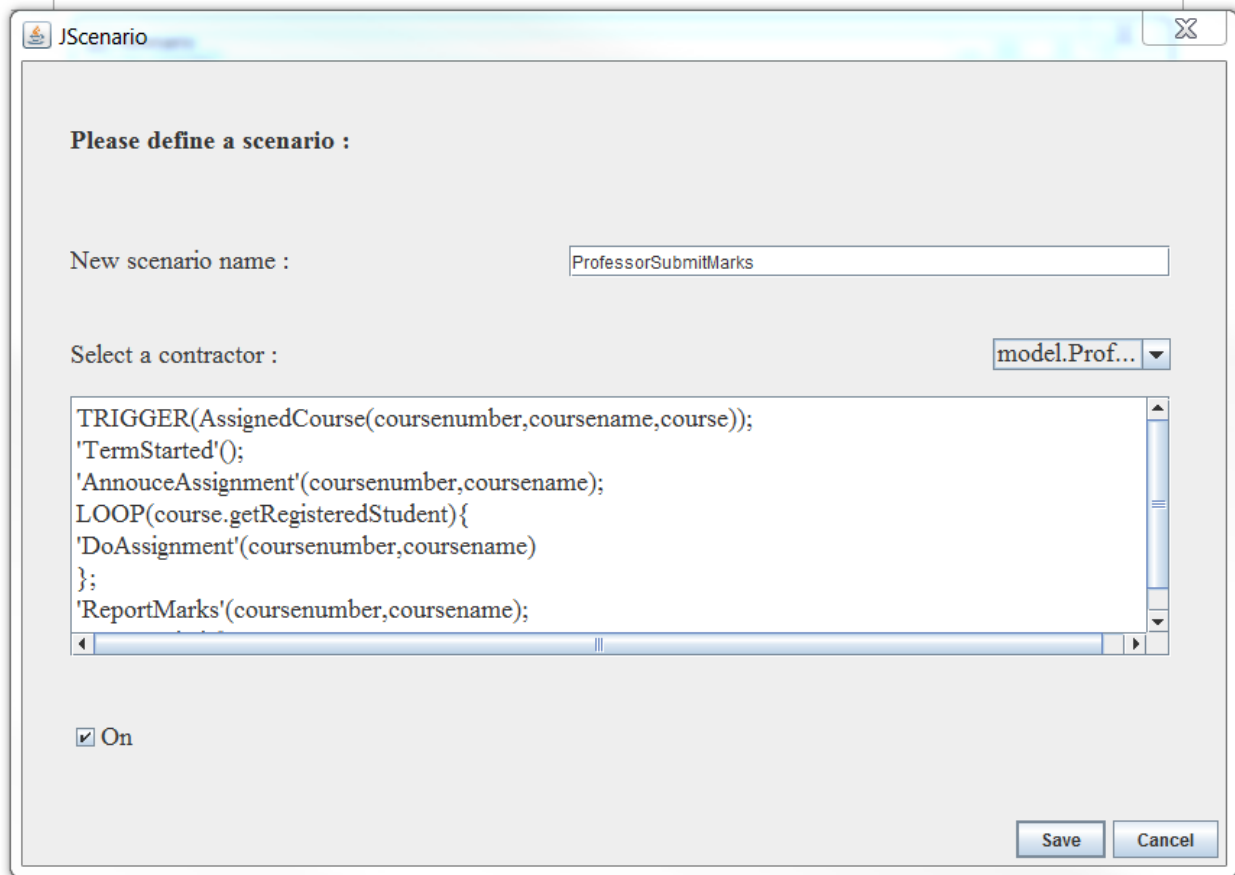 JScenario
Please define a scenario :
New scenario name :
ProfessorSubmitMarks
Select a contractor :
model.Prof...
TRIGGER(AssignedCourse(coursenumber,coursename,course));
'TermStarted'();
'AnnouceAssignment'(coursenumber,coursename);
LOOP(course.getRegisteredStudent){
'DoAssignment'(coursenumber,coursename)
};
'ReportMarks'(coursenumber,coursename);
On
Save
Cancel